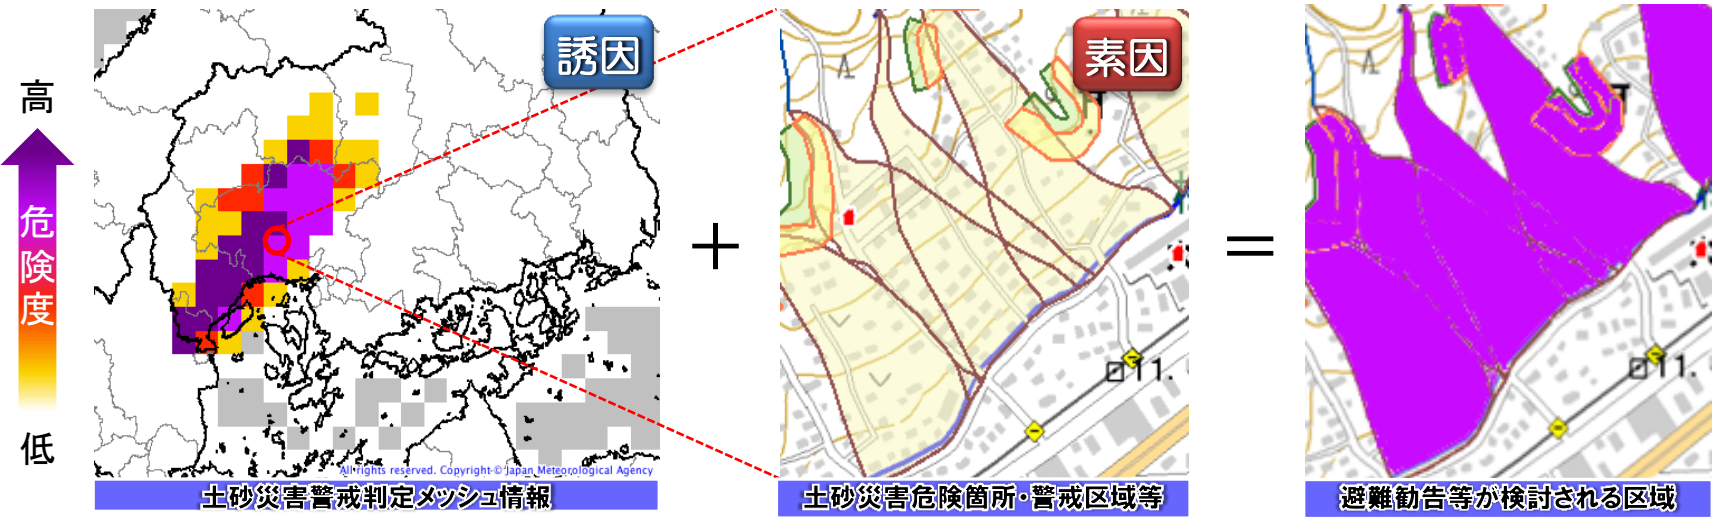 高
危険度
低
誘因
All rights reserved. Copyright © Japan Meteorological Agency
土砂災害警戒判定メッシュ情報
+
素因
11.
土砂災害危険箇所・警戒区域等
=
11.
避難勧告等が検討される区域